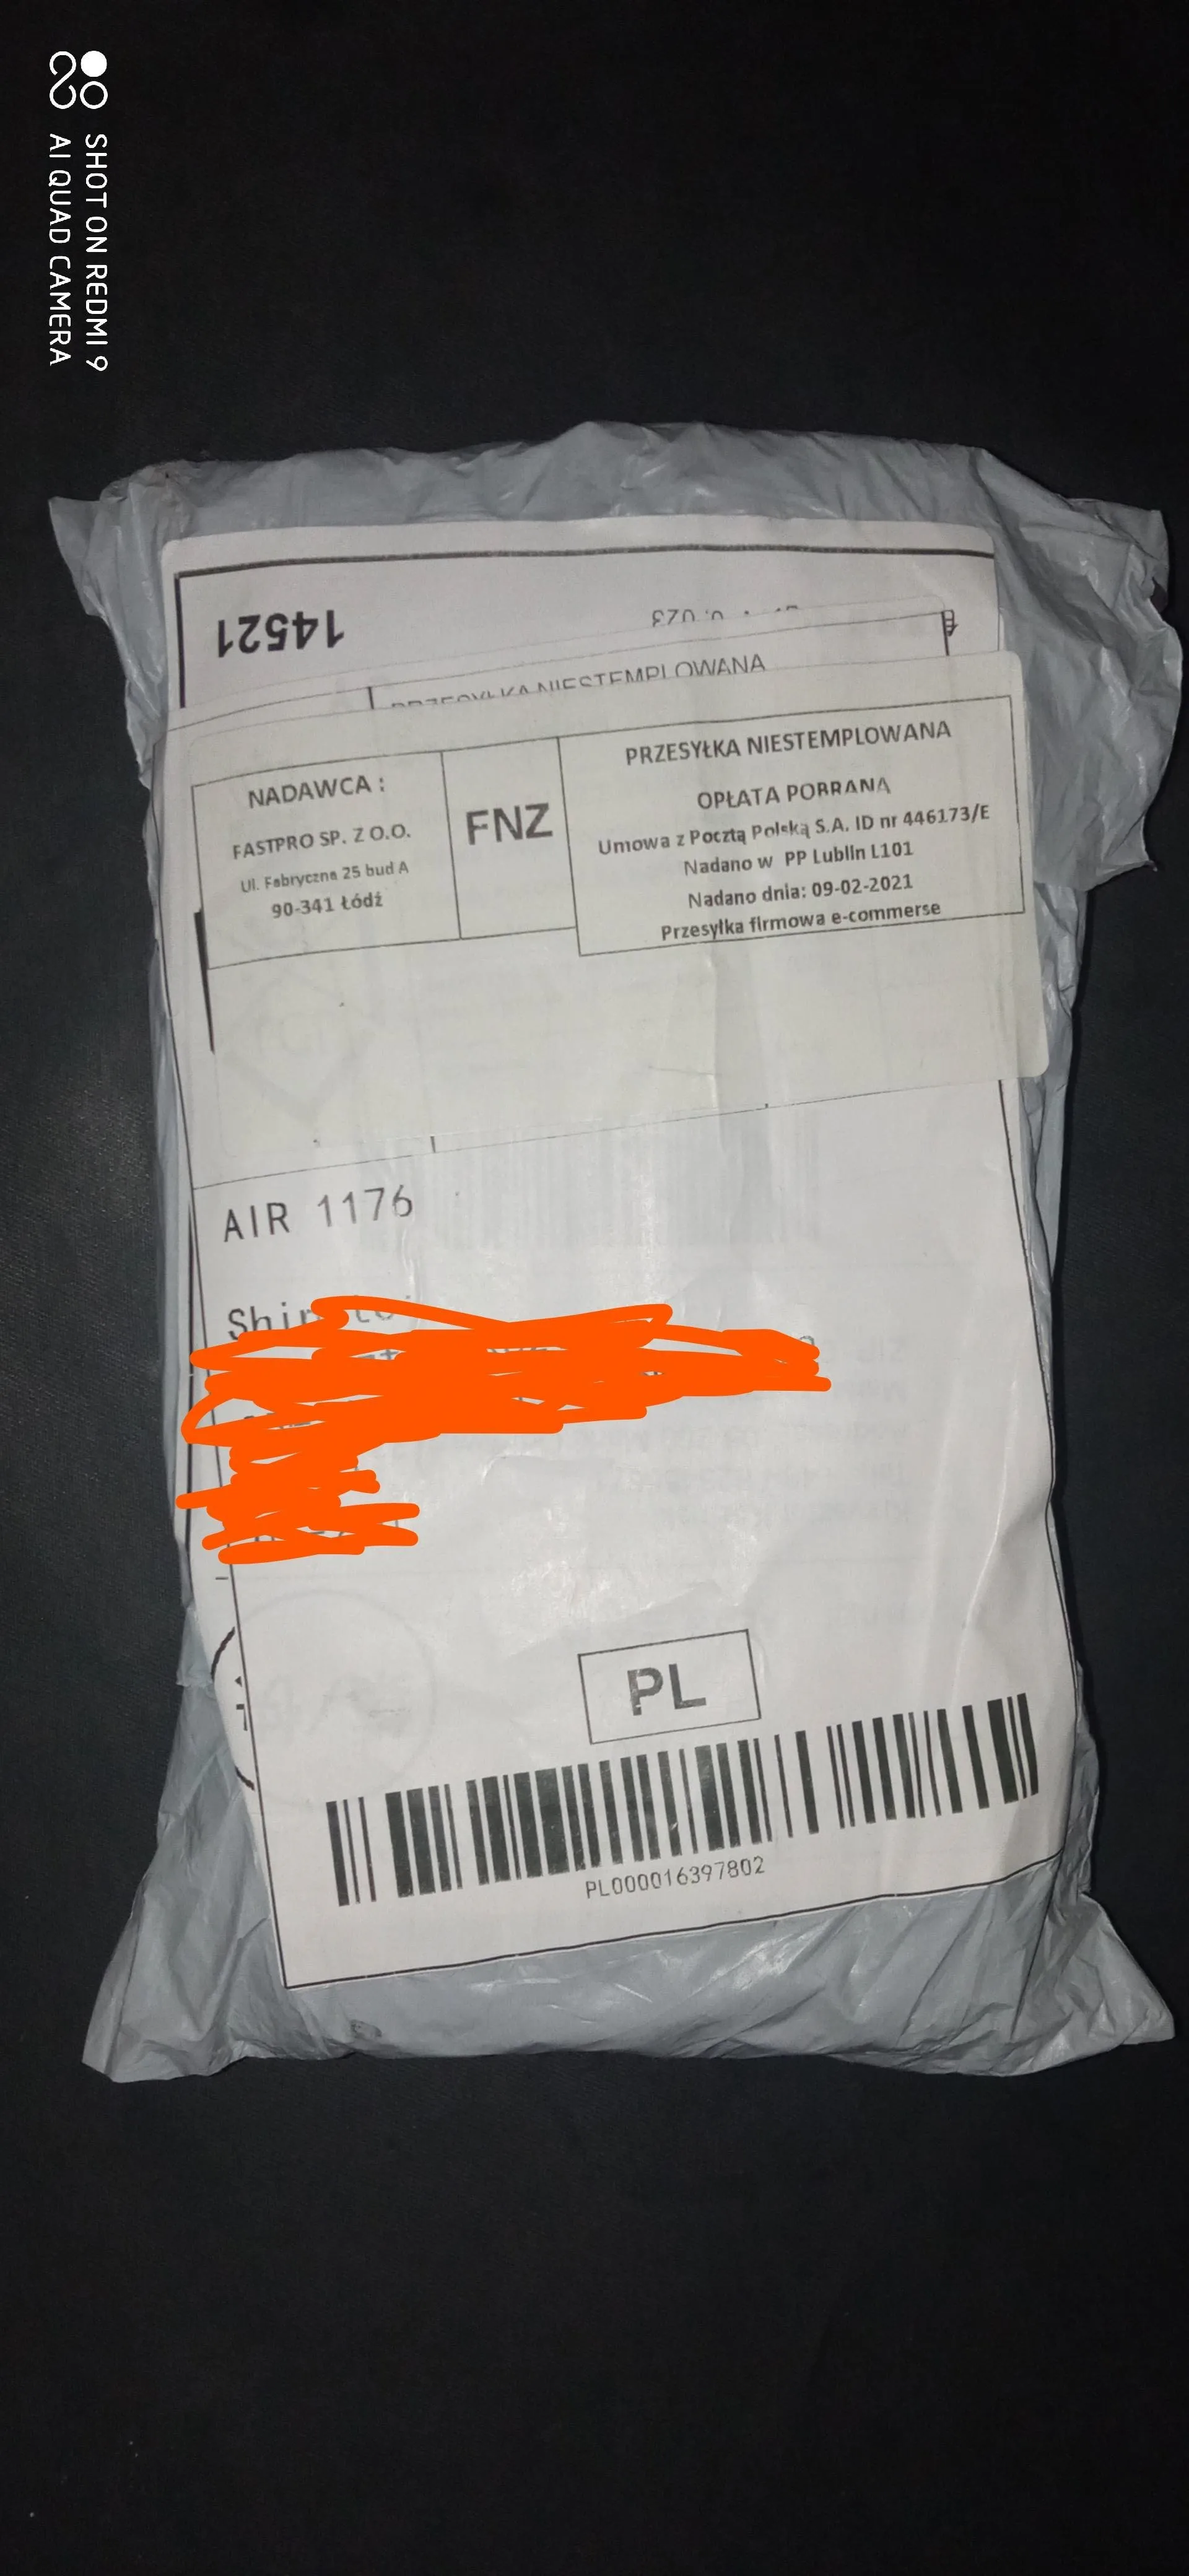 SHOT ON REDMI 9
AI QUAD CAMERA
14521
PRZESYŁKA NIESTEMPLOWANA
NADAWCA :
FASTPRO SP. Z O.O.
Ul. Fabryczna 25 bud A
90-341 Łódź
FNZ
PRZESYŁKA NIESTEMPLOWANA
OPŁATA POBRANA
Umowa z Pocztą Polską S.A. ID nr 446173/E
Nadano w PP Lublin L101
Nadano dnia: 09-02-2021
Przesyłka firmowa e-commerse
AIR 1176
PL
PL000016397802